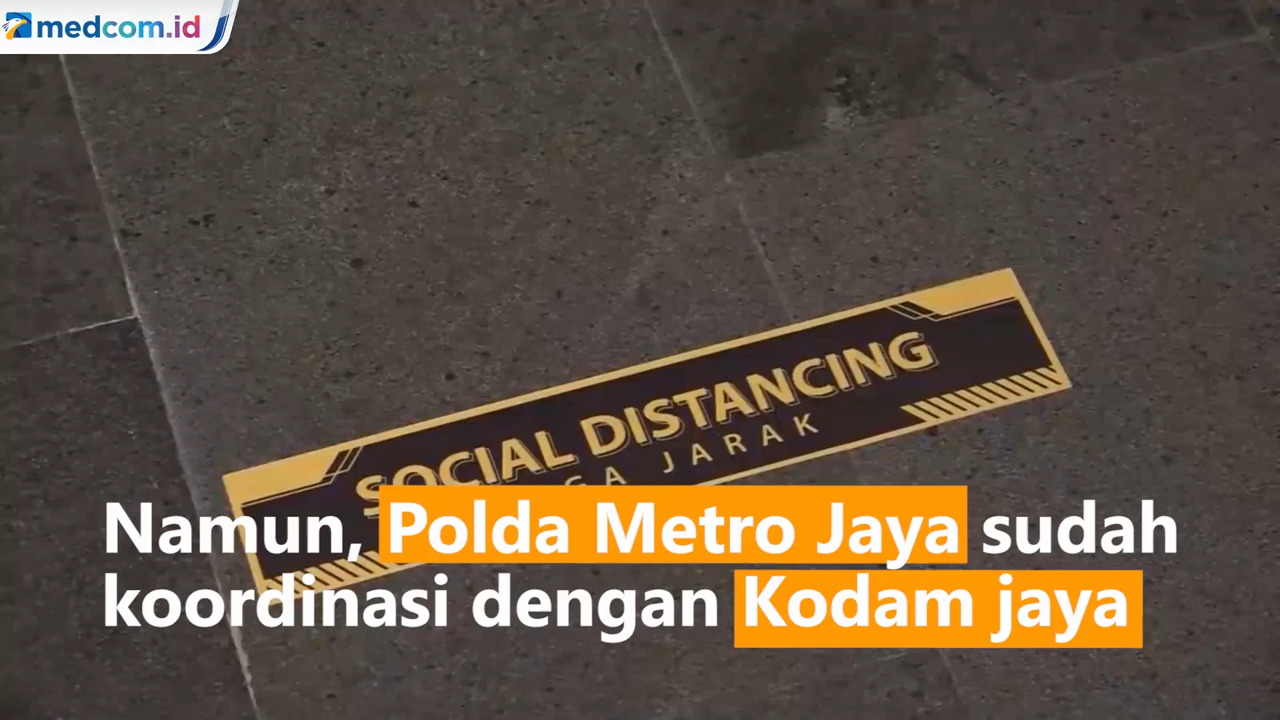 medcom.id
SOCIAL DISTANCING
JARAK
Namun, Polda Metro Jaya sudah
koordinasi dengan Kodam jaya